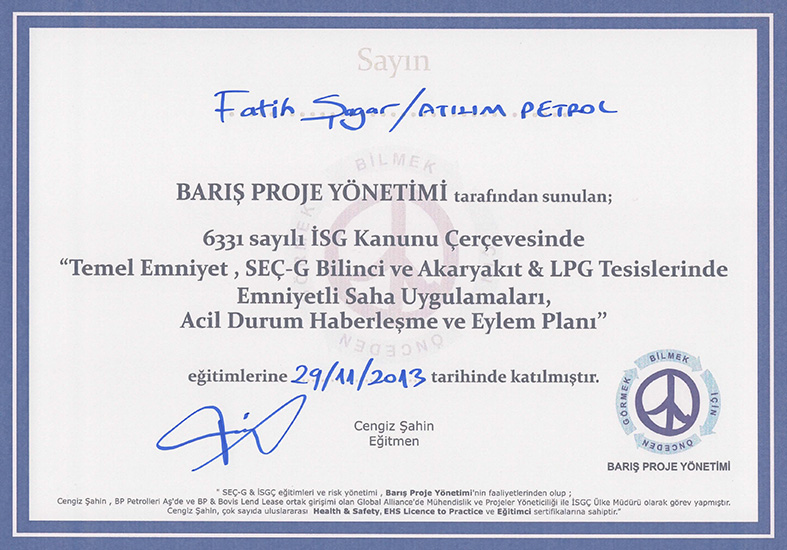 Sayın
Fatih Şagar/ATILIM PETROL
BARIŞ PROJE YÖNETİMİ tarafından sunulan;
6331 sayılı İSG Kanunu Çerçevesinde
“Temel Emniyet , SEÇ-G Bilinci ve Akaryakıt & LPG Tesislerinde
Emniyetli Saha Uygulamaları,
Acil Durum Haberleşme ve Eylem Planı”
eğitimlerine 29/11/2013 tarihinde katılmıştır.
Cengiz Şahin
Eğitmen
BİLMEK İÇİN ÖNCEDEN GÖRMEK
BARIŞ PROJE YÖNETİMİ
" SEÇ-G & İSGÇ eğitimleri ve risk yönetimi , Barış Proje Yönetimi'nin faaliyetlerinden olup ;
Cengiz Şahin , BP Petrolleri Aş'de ve BP & Bovis Lend Lease ortak girişimi olan Global Alliance'de Mühendislik ve Projeler Yöneticiliği ile İSGÇ Ülke Müdürü olarak görev yapmıştır.
Cengiz Şahin, çok sayıda uluslararası Health & Safety, EHS Licence to Practice ve Eğitimci sertifikalarına sahiptir.”